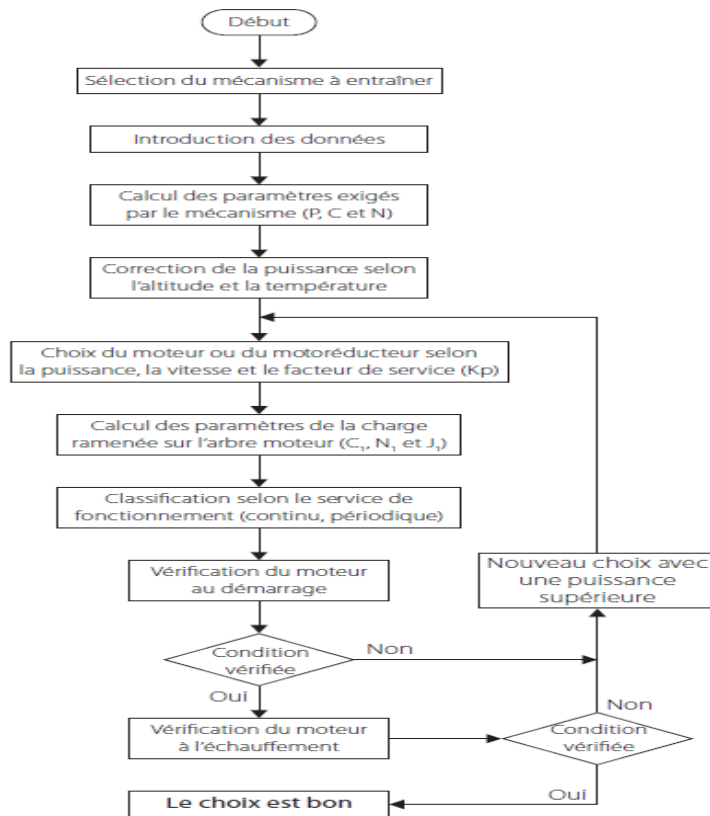 Début
Sélection du mécanisme à entraîner
Introduction des données
Calcul des paramètres exigés
par le mécanisme (P, C et N)
Correction de la puissance selon
l'altitude et la température
Choix du moteur ou du motoréducteur selon
la puissance, la vitesse et le facteur de service (Kp)
Calcul des paramètres de la charge
ramenée sur l'arbre moteur (C₁, N₁ et J₁)
Classification selon le service de
fonctionnement (continu, périodique)
Vérification du moteur
au démarrage
Nouveau choix avec
une puissance
supérieure
Condition
vérifiée
Non
Oui
Vérification du moteur
à l'échauffement
Condition
vérifiée
Non
Oui
Le choix est bon